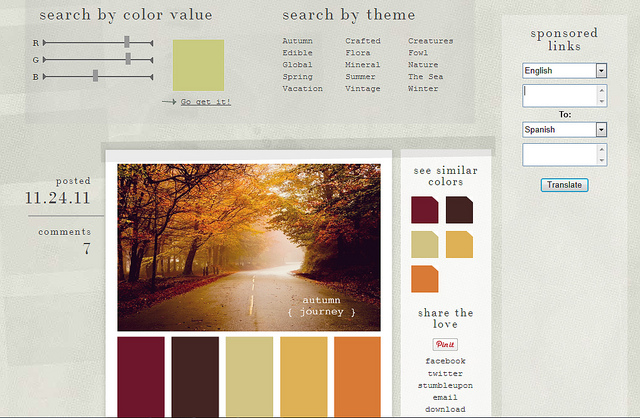 search by color value
R
G
B
Go get it!
search by theme
Autumn Crafted Creatures
Edible Flora Fowl
Global Mineral Nature
Spring Summer The Sea
Vacation Vintage Winter
sponsored
links
English
To:
Spanish
Translate
posted
11.24.11
comments
7
autumn
{ journey }
see similar
colors
share the
love
Pin it
facebook
twitter
stumbleupon
email
download